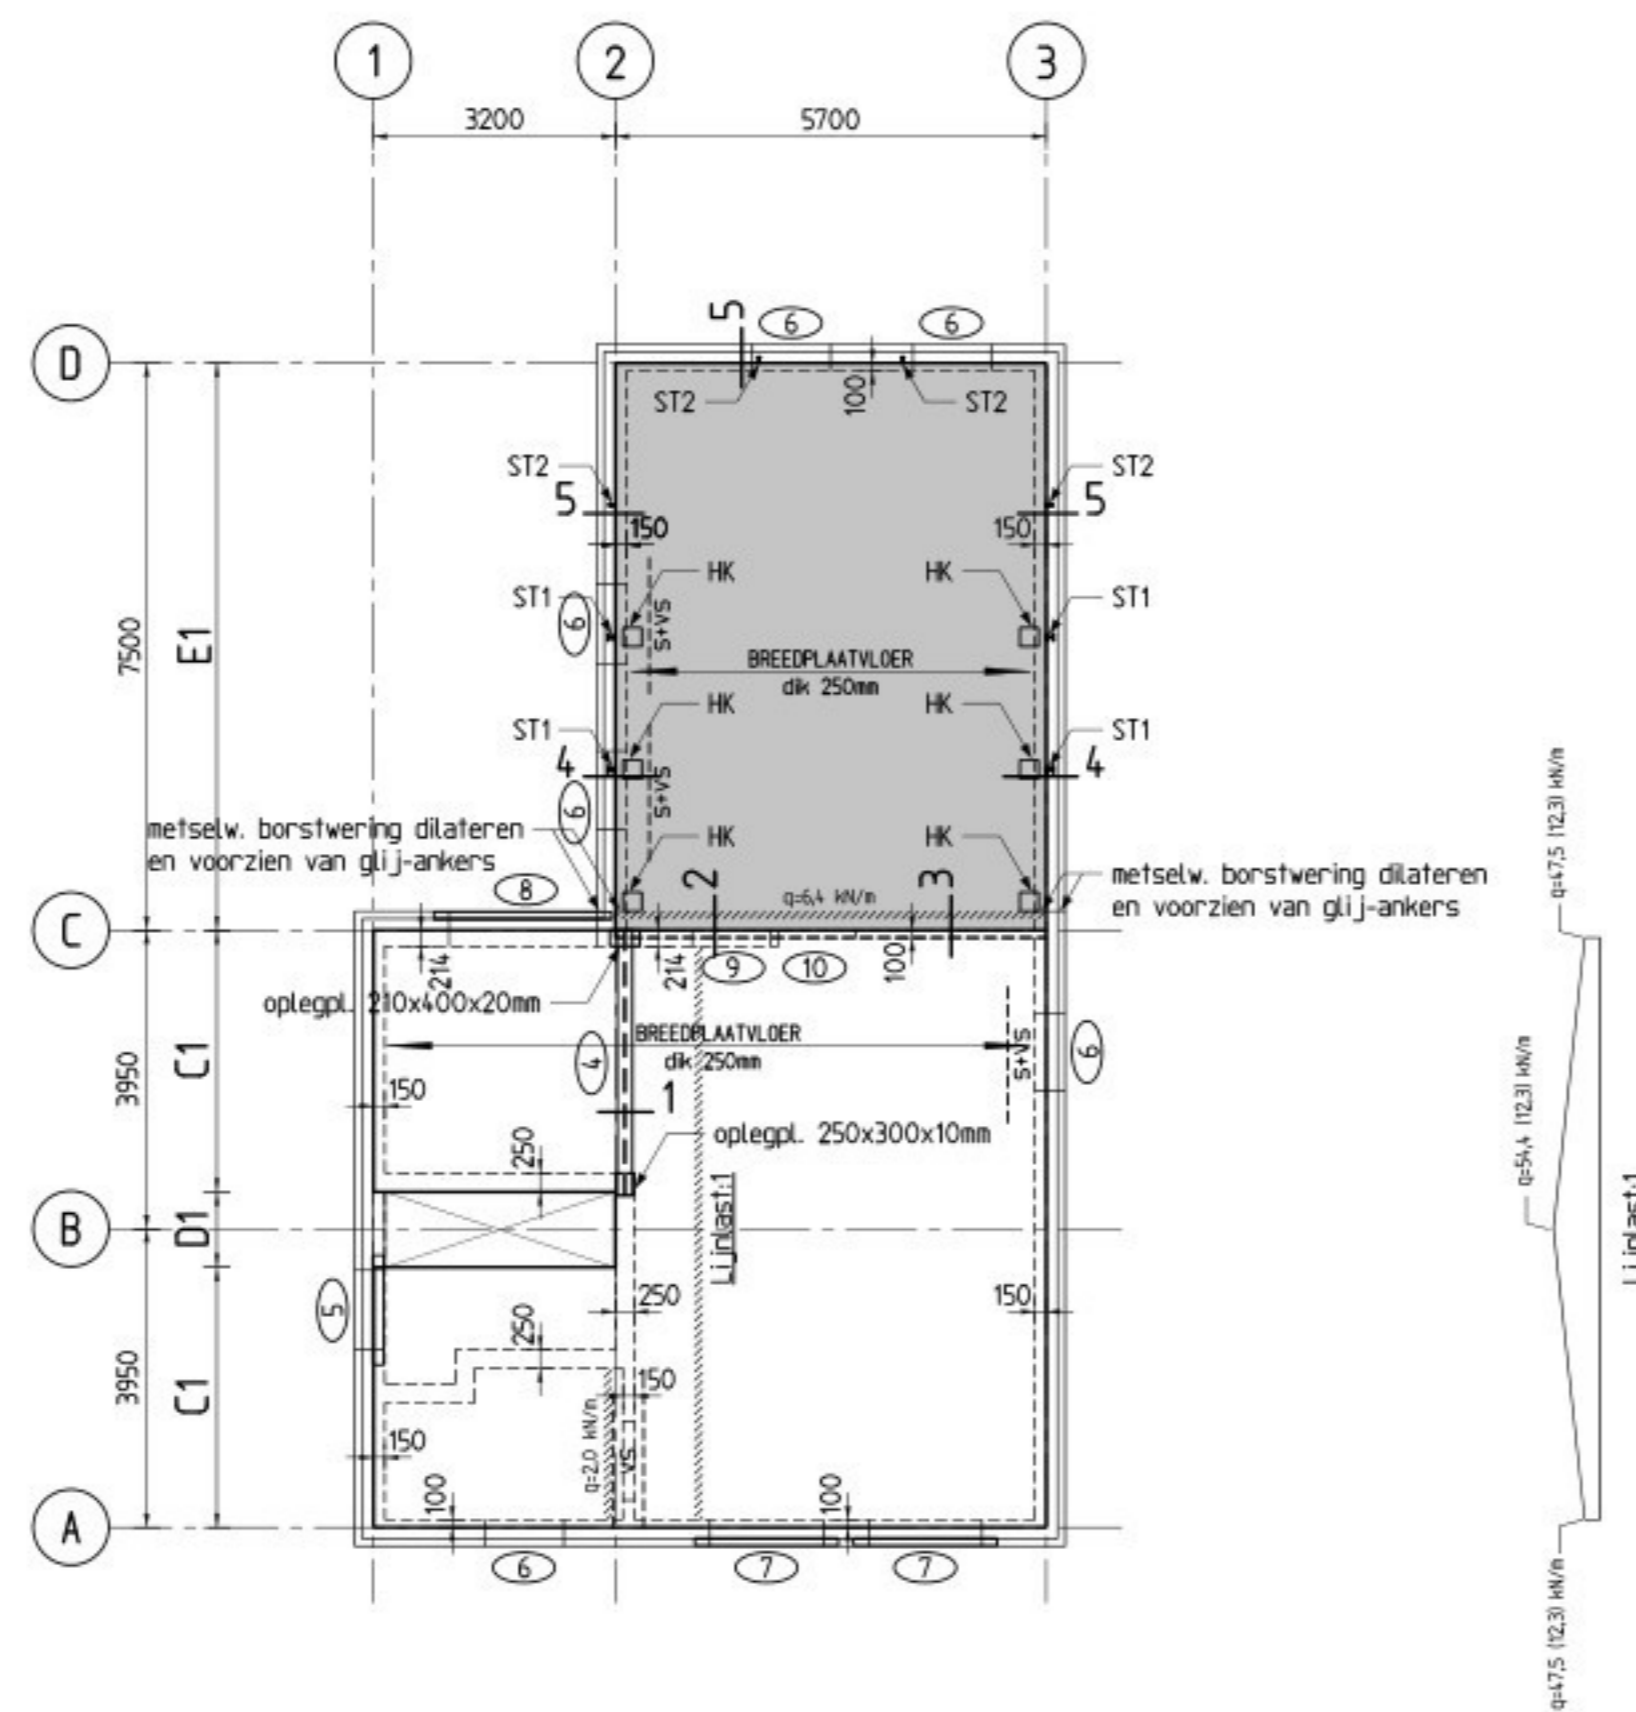 1
2
3
3200
5700
5
6
6
D
100
ST2
ST2
ST2
ST2
5
5
150
150
HK
HK
ST1
ST1
6
S+VS
7500
E1
BREEDPLAATVLOER
dik 250mm
HK
HK
ST1
ST1
4
4
S+VS
6
metselw. borstwering dilateren
en voorzien van glij-ankers
HK
HK
metselw. borstwering dilateren
en voorzien van glij-ankers
8
2
3
q=6,4 kN/m
C
214
214
9
10
100
oplegpl. 210x400x20mm
BREEDPLAATVLOER
dik 250mm
S+VS
6
4
3950
C1
150
1
oplegpl. 250x300x10mm
250
Lijnlast:1
B
D1
5
250
250
150
3950
C1
150
q=2,0 kN/m
VS
150
100
100
A
6
7
7
q=47,5 (12,3) kN/m
q=54,4 (12,3) kN/m
Lijnlast:1
q=47,5 (12,3) kN/m